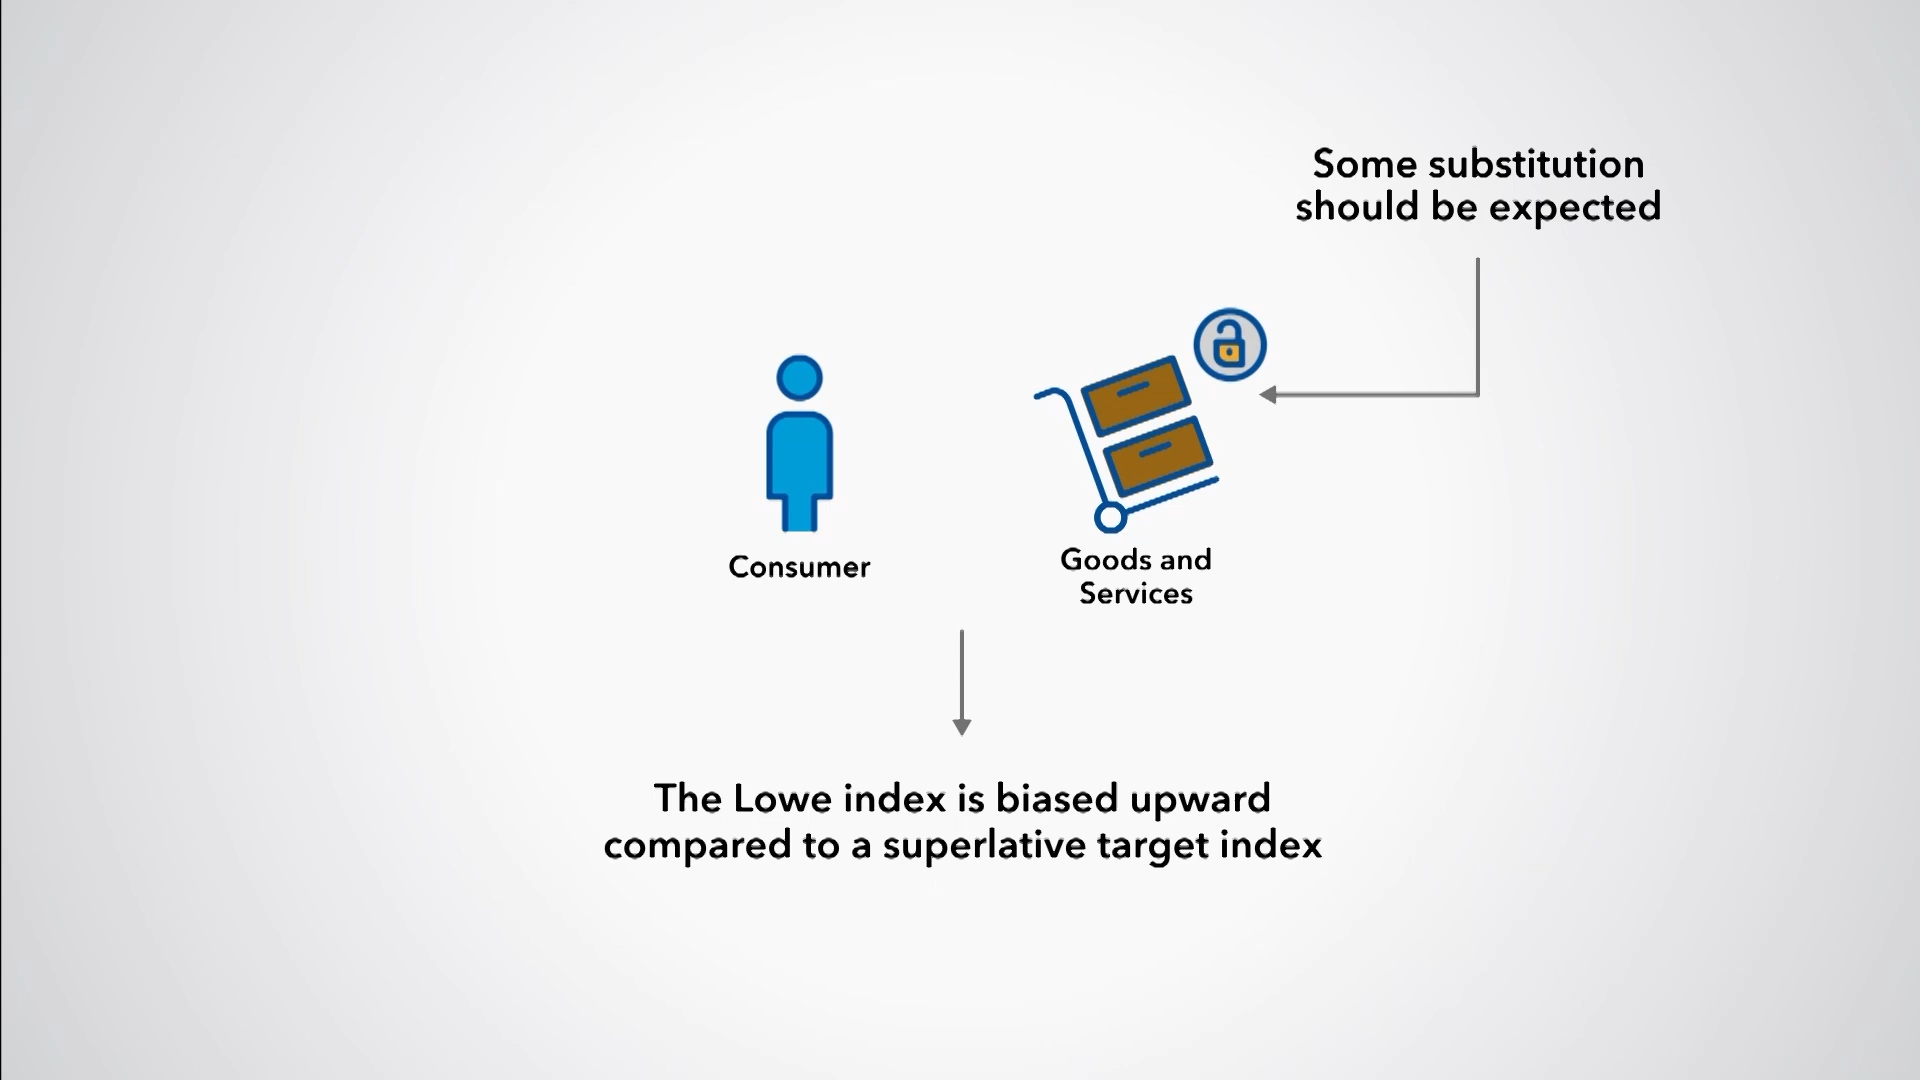 Some substitution
should be expected
Consumer
Goods and
Services
The Lowe index is biased upward
compared to a superlative target index